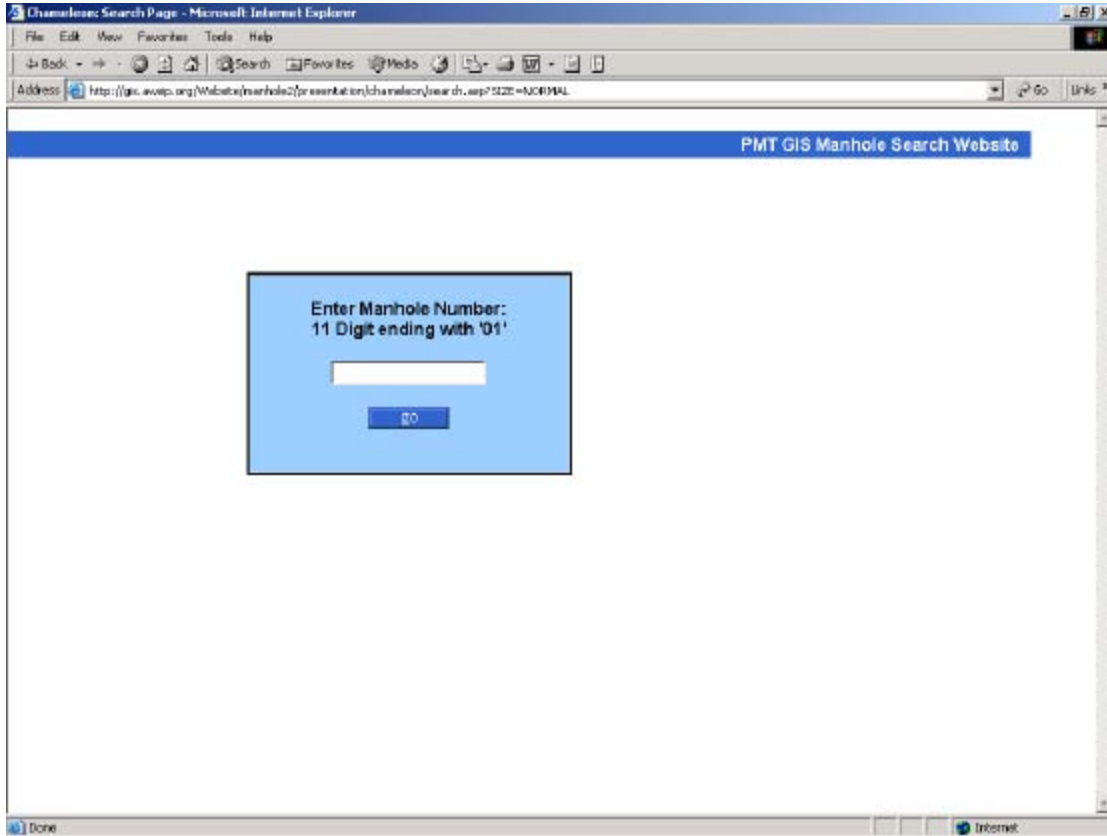 Chameleon: Search Page - Microsoft Internet Explorer
File Edit View Favorites Tools Help
Back Search Favorites Media
Address http://gis.awwip.org/Website/manhole2/presentation/chameleon/search.asp?SIZE=NORMAL Go Links
PMT GIS Manhole Search Website
Enter Manhole Number:
11 Digit ending with '01'
go
Done Internet